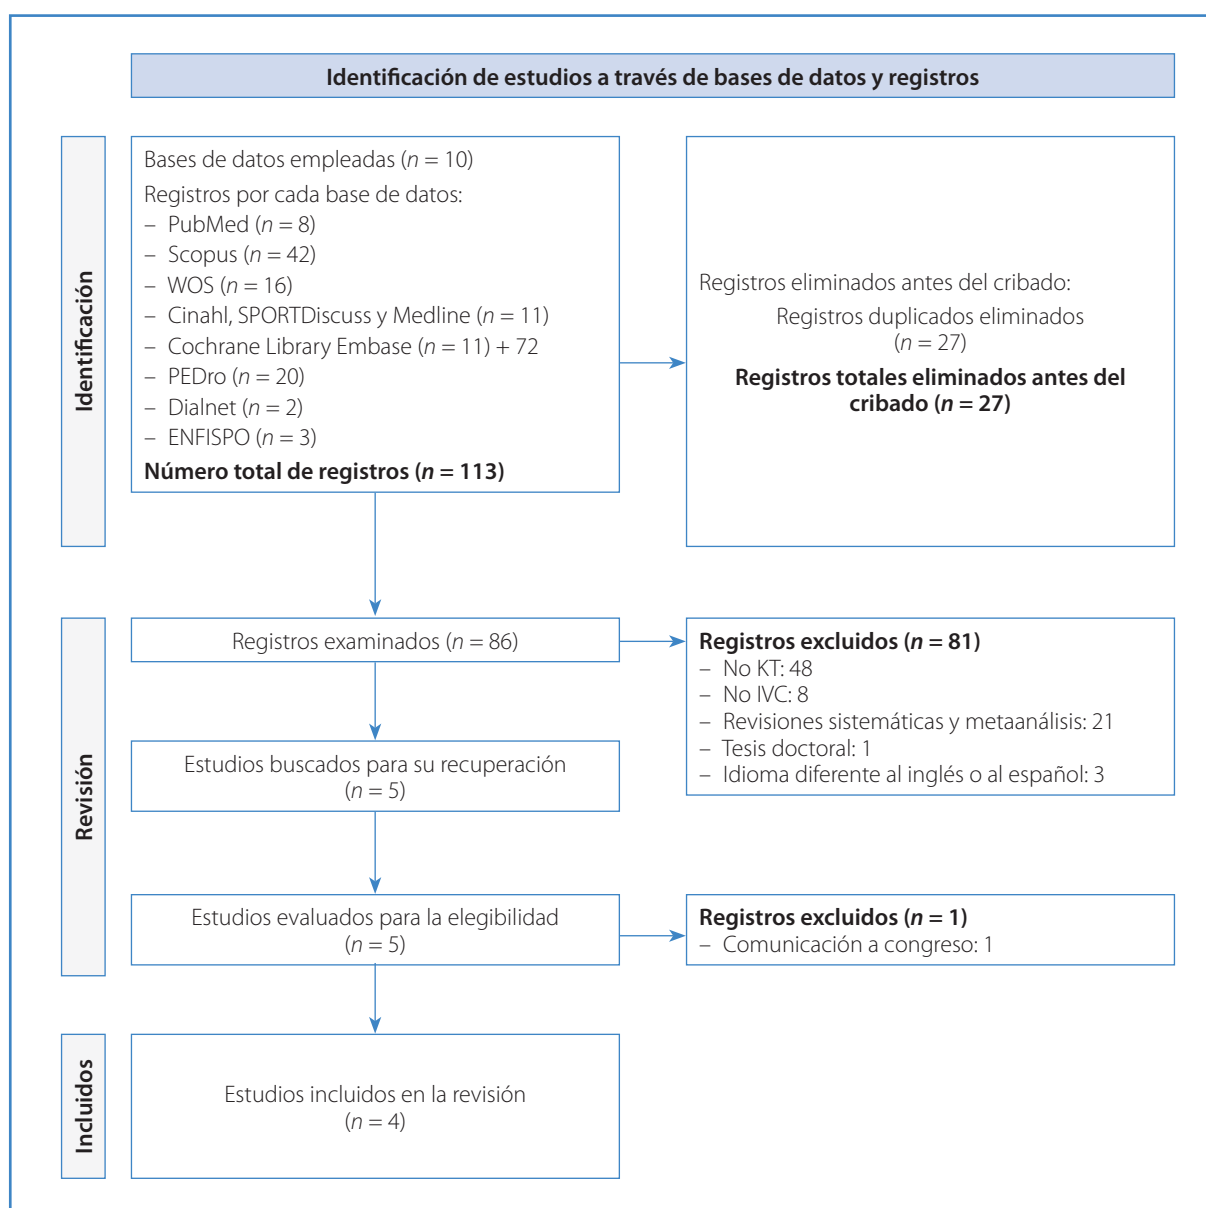 Identificación de estudios a través de bases de datos y registros
Identificación
Bases de datos empleadas (n = 10)
Registros por cada base de datos:
– PubMed (n = 8)
– Scopus (n = 42)
– WOS (n = 16)
– Cinahl, SPORTDiscuss y Medline (n = 11)
– Cochrane Library Embase (n = 11) + 72
– PEDro (n = 20)
– Dialnet (n = 2)
– ENFISPO (n = 3)
Número total de registros (n = 113)
Registros eliminados antes del cribado:
Registros duplicados eliminados
(n = 27)
Registros totales eliminados antes del
cribado (n = 27)
Revisión
Registros examinados (n = 86)
Registros excluidos (n = 81)
– No KT: 48
– No IVC: 8
– Revisiones sistemáticas y metaanálisis: 21
– Tesis doctoral: 1
– Idioma diferente al inglés o al español: 3
Estudios buscados para su recuperación
(n = 5)
Estudios evaluados para la elegibilidad
(n = 5)
Registros excluidos (n = 1)
– Comunicación a congreso: 1
Incluidos
Estudios incluidos en la revisión
(n = 4)